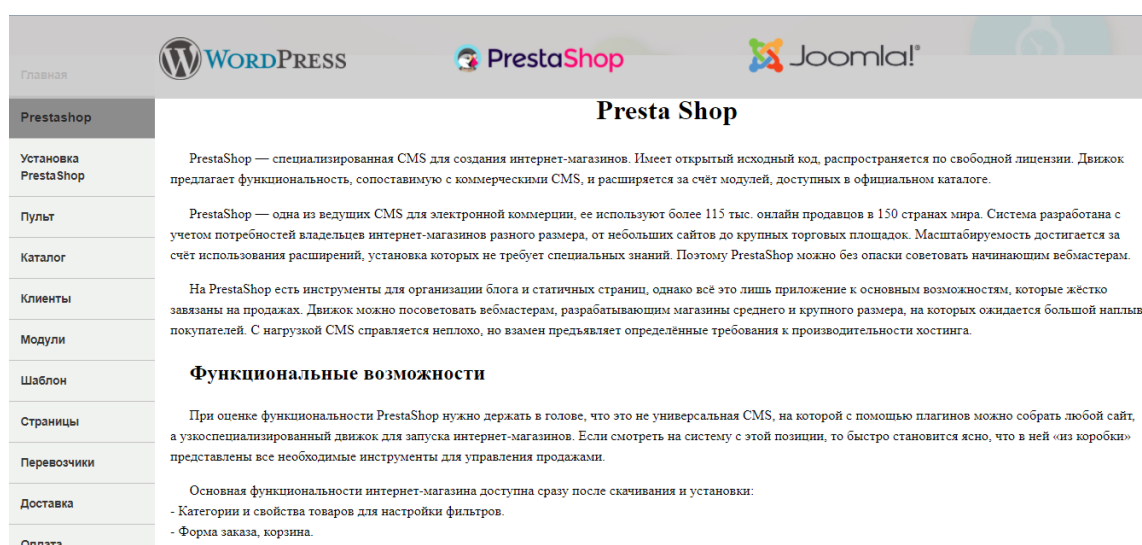 WORDPRESS
PrestaShop
Joomla!®
Главная
Prestashop
Установка
PrestaShop
Пульт
Каталог
Клиенты
Модули
Шаблон
Страницы
Перевозчики
Доставка
Оплата
Presta Shop
PrestaShop — специализированная CMS для создания интернет-магазинов. Имеет открытый исходный код, распространяется по свободной лицензии. Движок
предлагает функциональность, сопоставимую с коммерческими CMS, и расширяется за счёт модулей, доступных в официальном каталоге.
PrestaShop — одна из ведущих CMS для электронной коммерции, ее используют более 115 тыс. онлайн продавцов в 150 странах мира. Система разработана с
учетом потребностей владельцев интернет-магазинов разного размера, от небольших сайтов до крупных торговых площадок. Масштабируемость достигается за
счёт использования расширений, установка которых не требует специальных знаний. Поэтому PrestaShop можно без опаски советовать начинающим вебмастерам.
На PrestaShop есть инструменты для организации блога и статичных страниц, однако всё это лишь приложение к основным возможностям, которые жёстко
завязаны на продажах. Движок можно посоветовать вебмастерам, разрабатывающим магазины среднего и крупного размера, на которых ожидается большой наплыв
покупателей. С нагрузкой CMS справляется неплохо, но взамен предъявляет определённые требования к производительности хостинга.
Функциональные возможности
При оценке функциональности PrestaShop нужно держать в голове, что это не универсальная CMS, на которой с помощью плагинов можно собрать любой сайт,
а узкоспециализированный движок для запуска интернет-магазинов. Если смотреть на систему с этой позиции, то быстро становится ясно, что в ней «из коробки»
представлены все необходимые инструменты для управления продажами.
Основная функциональности интернет-магазина доступна сразу после скачивания и установки:
- Категории и свойства товаров для настройки фильтров.
- Форма заказа, корзина.